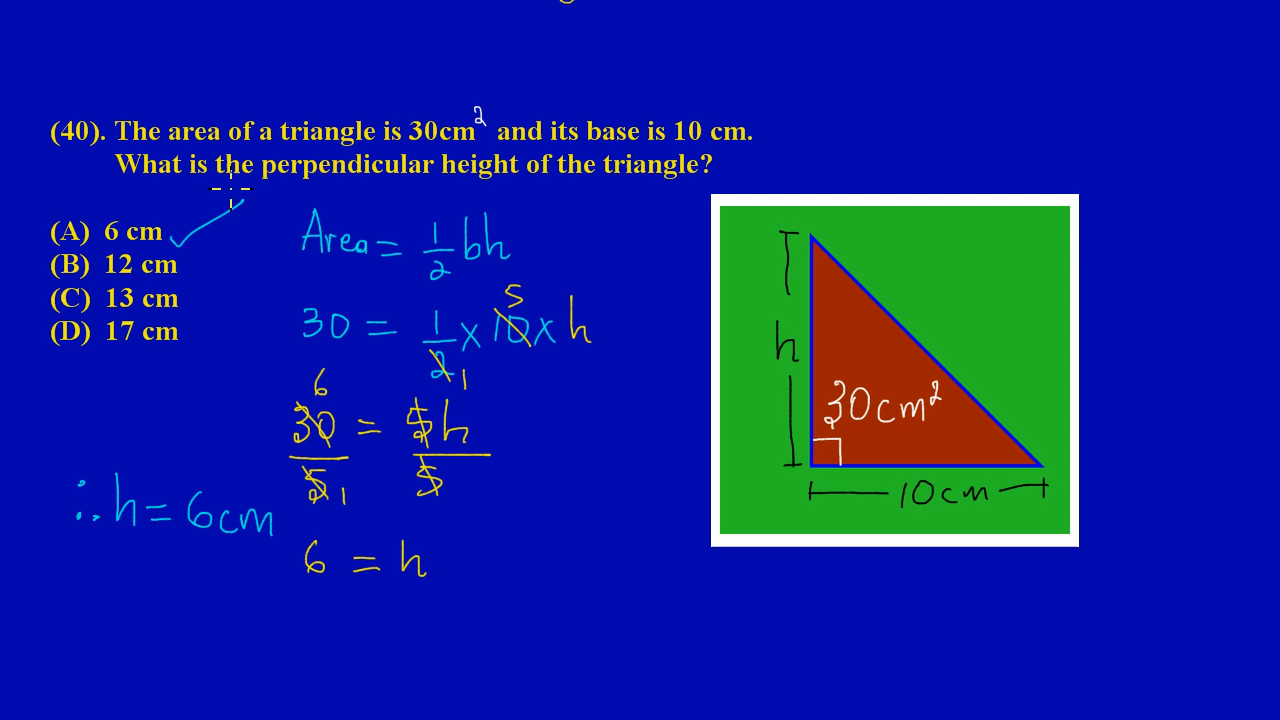 (40). The area of a triangle is 30cm² and its base is 10 cm.
What is the perpendicular height of the triangle?
(A) 6 cm ✓
(B) 12 cm
(C) 13 cm
(D) 17 cm
Area = 1/2 bh
30 = 1/2 x 10 x h
5
1
6
30/5 = 5h/5
1
6 = h
∴ h = 6cm
h
30cm²
10cm